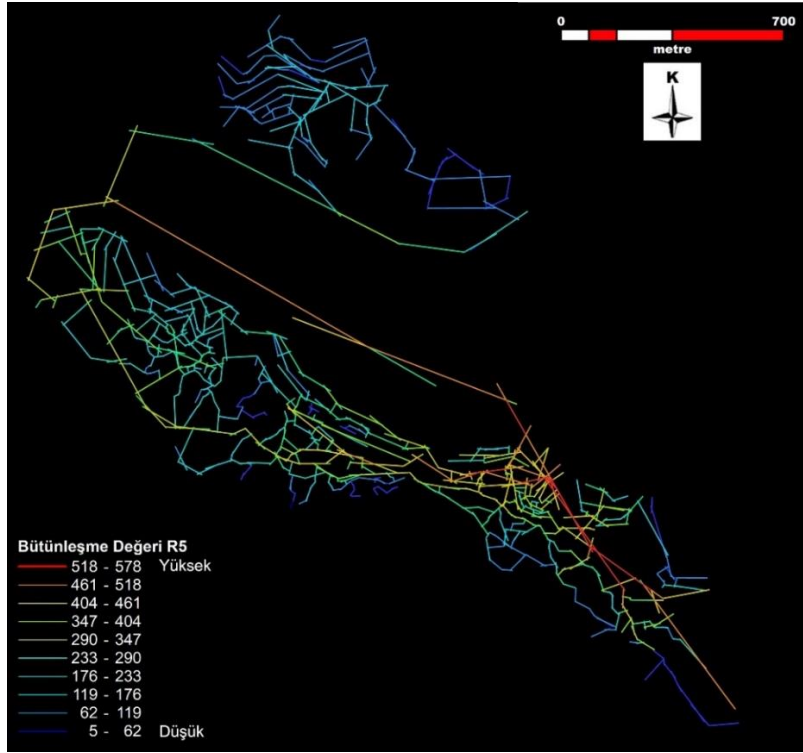 0 700
metre
K
Bütünleşme Değeri R5
518 - 578 Yüksek
461 - 518
404 - 461
347 - 404
290 - 347
233 - 290
176 - 233
119 - 176
62 - 119
5 - 62 Düşük